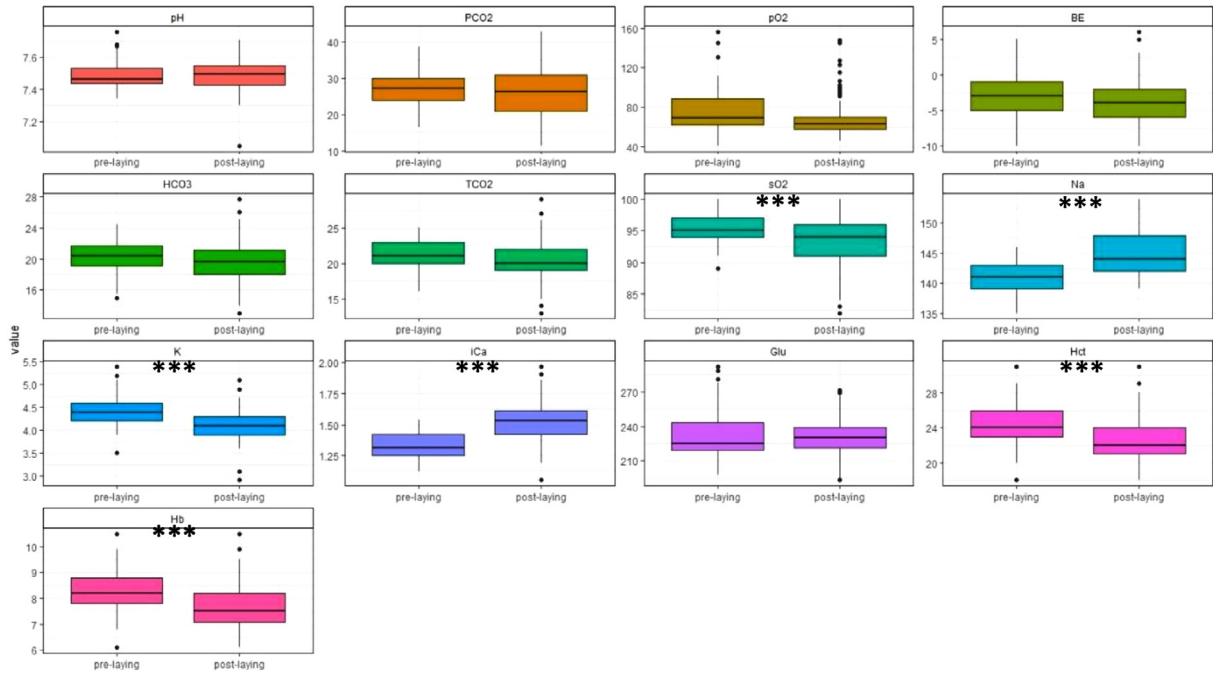 pH PCO2 pO2 BE
7.6 40 160 5
7.4 30 120 0
7.2 20 80 -5
10 40 -10
pre-laying post-laying pre-laying post-laying pre-laying post-laying pre-laying post-laying
HCO3 TCO2 sO2 Na
*** ***
28 25 100 150
24 20 95 145
20 15 90 140
16 85 135
pre-laying post-laying pre-laying post-laying pre-laying post-laying pre-laying post-laying
value
K iCa Glu Hct
*** *** ***
5.5 2.00 270 28
5.0 1.75 240 24
4.5 1.50 210 20
4.0 1.25
3.5
3.0
pre-laying post-laying pre-laying post-laying pre-laying post-laying pre-laying post-laying
Hb
***
10
9
8
7
6
pre-laying post-laying